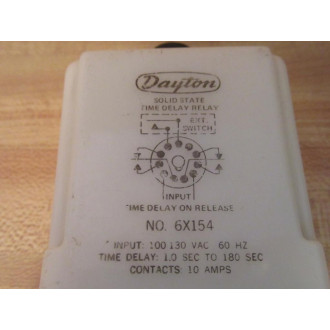 Dayton
SOLID STATE
TIME DELAY RELAY
EXT.
SWITCH
INPUT
TIME DELAY ON RELEASE
NO. 6X154
INPUT: 100 130 VAC 60 HZ
TIME DELAY: 1.0 SEC TO 180 SEC
CONTACTS: 10 AMPS